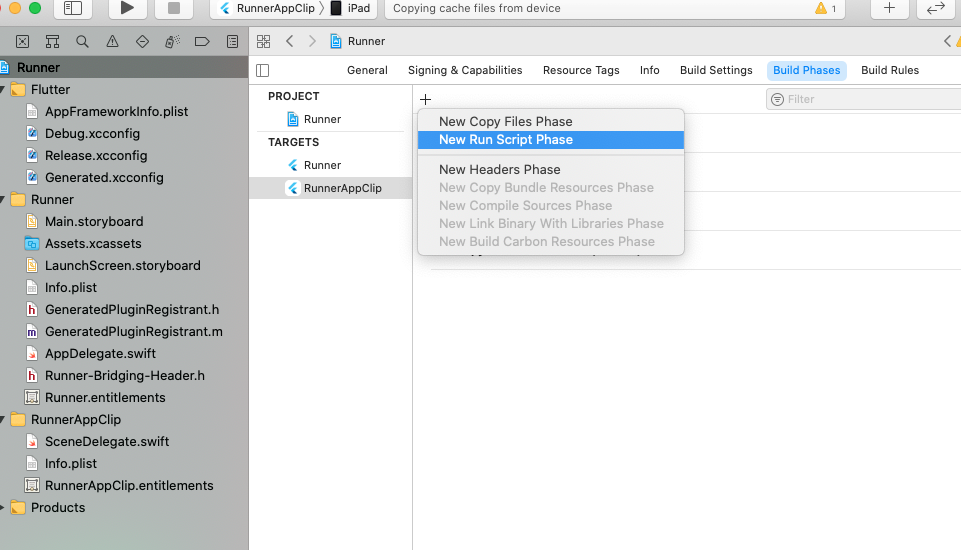 RunnerAppClip 〉 iPad
Copying cache files from device
1
Runner
Runner
General
Signing & Capabilities
Resource Tags
Info
Build Settings
Build Phases
Build Rules
Flutter
AppFrameworkInfo.plist
Debug.xcconfig
Release.xcconfig
Generated.xcconfig
Runner
Main.storyboard
Assets.xcassets
LaunchScreen.storyboard
Info.plist
GeneratedPluginRegistrant.h
GeneratedPluginRegistrant.m
AppDelegate.swift
Runner-Bridging-Header.h
Runner.entitlements
RunnerAppClip
SceneDelegate.swift
Info.plist
RunnerAppClip.entitlements
Products
PROJECT
Runner
TARGETS
Runner
RunnerAppClip
+
Filter
New Copy Files Phase
New Run Script Phase
New Headers Phase
New Copy Bundle Resources Phase
New Compile Sources Phase
New Link Binary With Libraries Phase
New Build Carbon Resources Phase